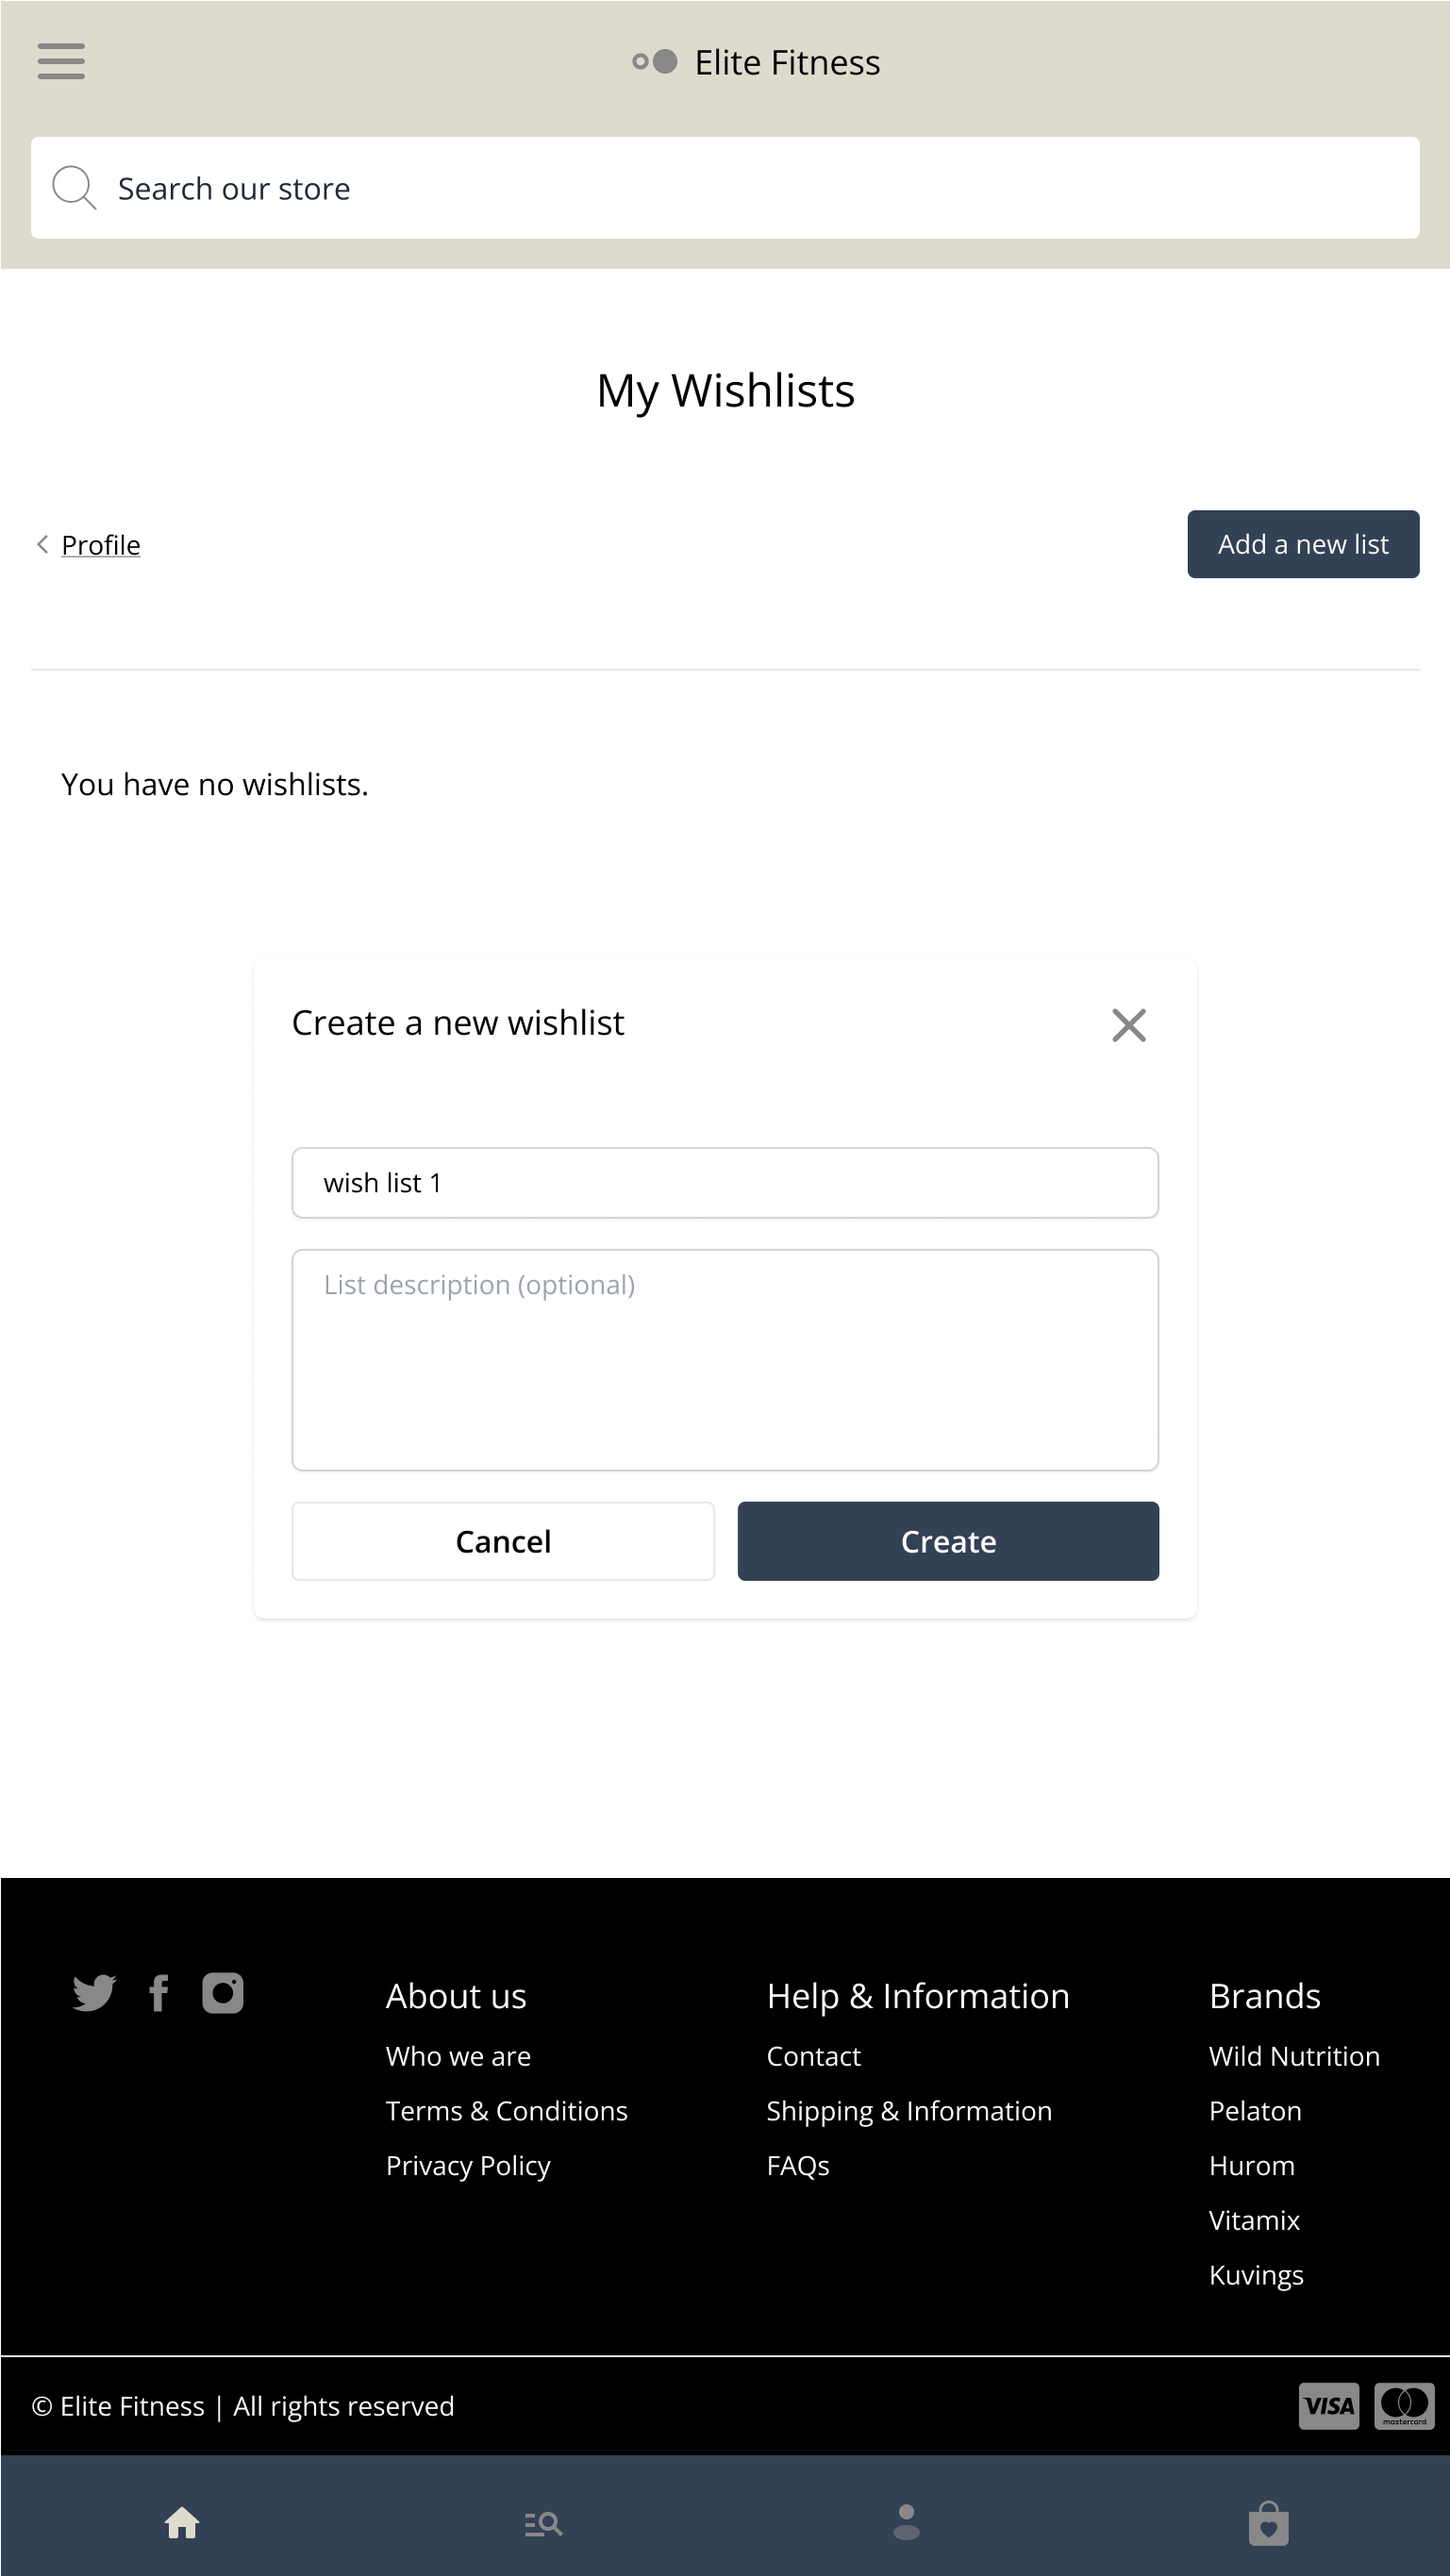 Elite Fitness
Search our store
My Wishlists
Profile
Add a new list
You have no wishlists.
Create a new wishlist
wish list 1
List description (optional)
Cancel
Create
About us
Who we are
Terms & Conditions
Privacy Policy
Help & Information
Contact
Shipping & Information
FAQs
Brands
Wild Nutrition
Pelaton
Hurom
Vitamix
Kuvings
© Elite Fitness | All rights reserved
VISA
mastercard